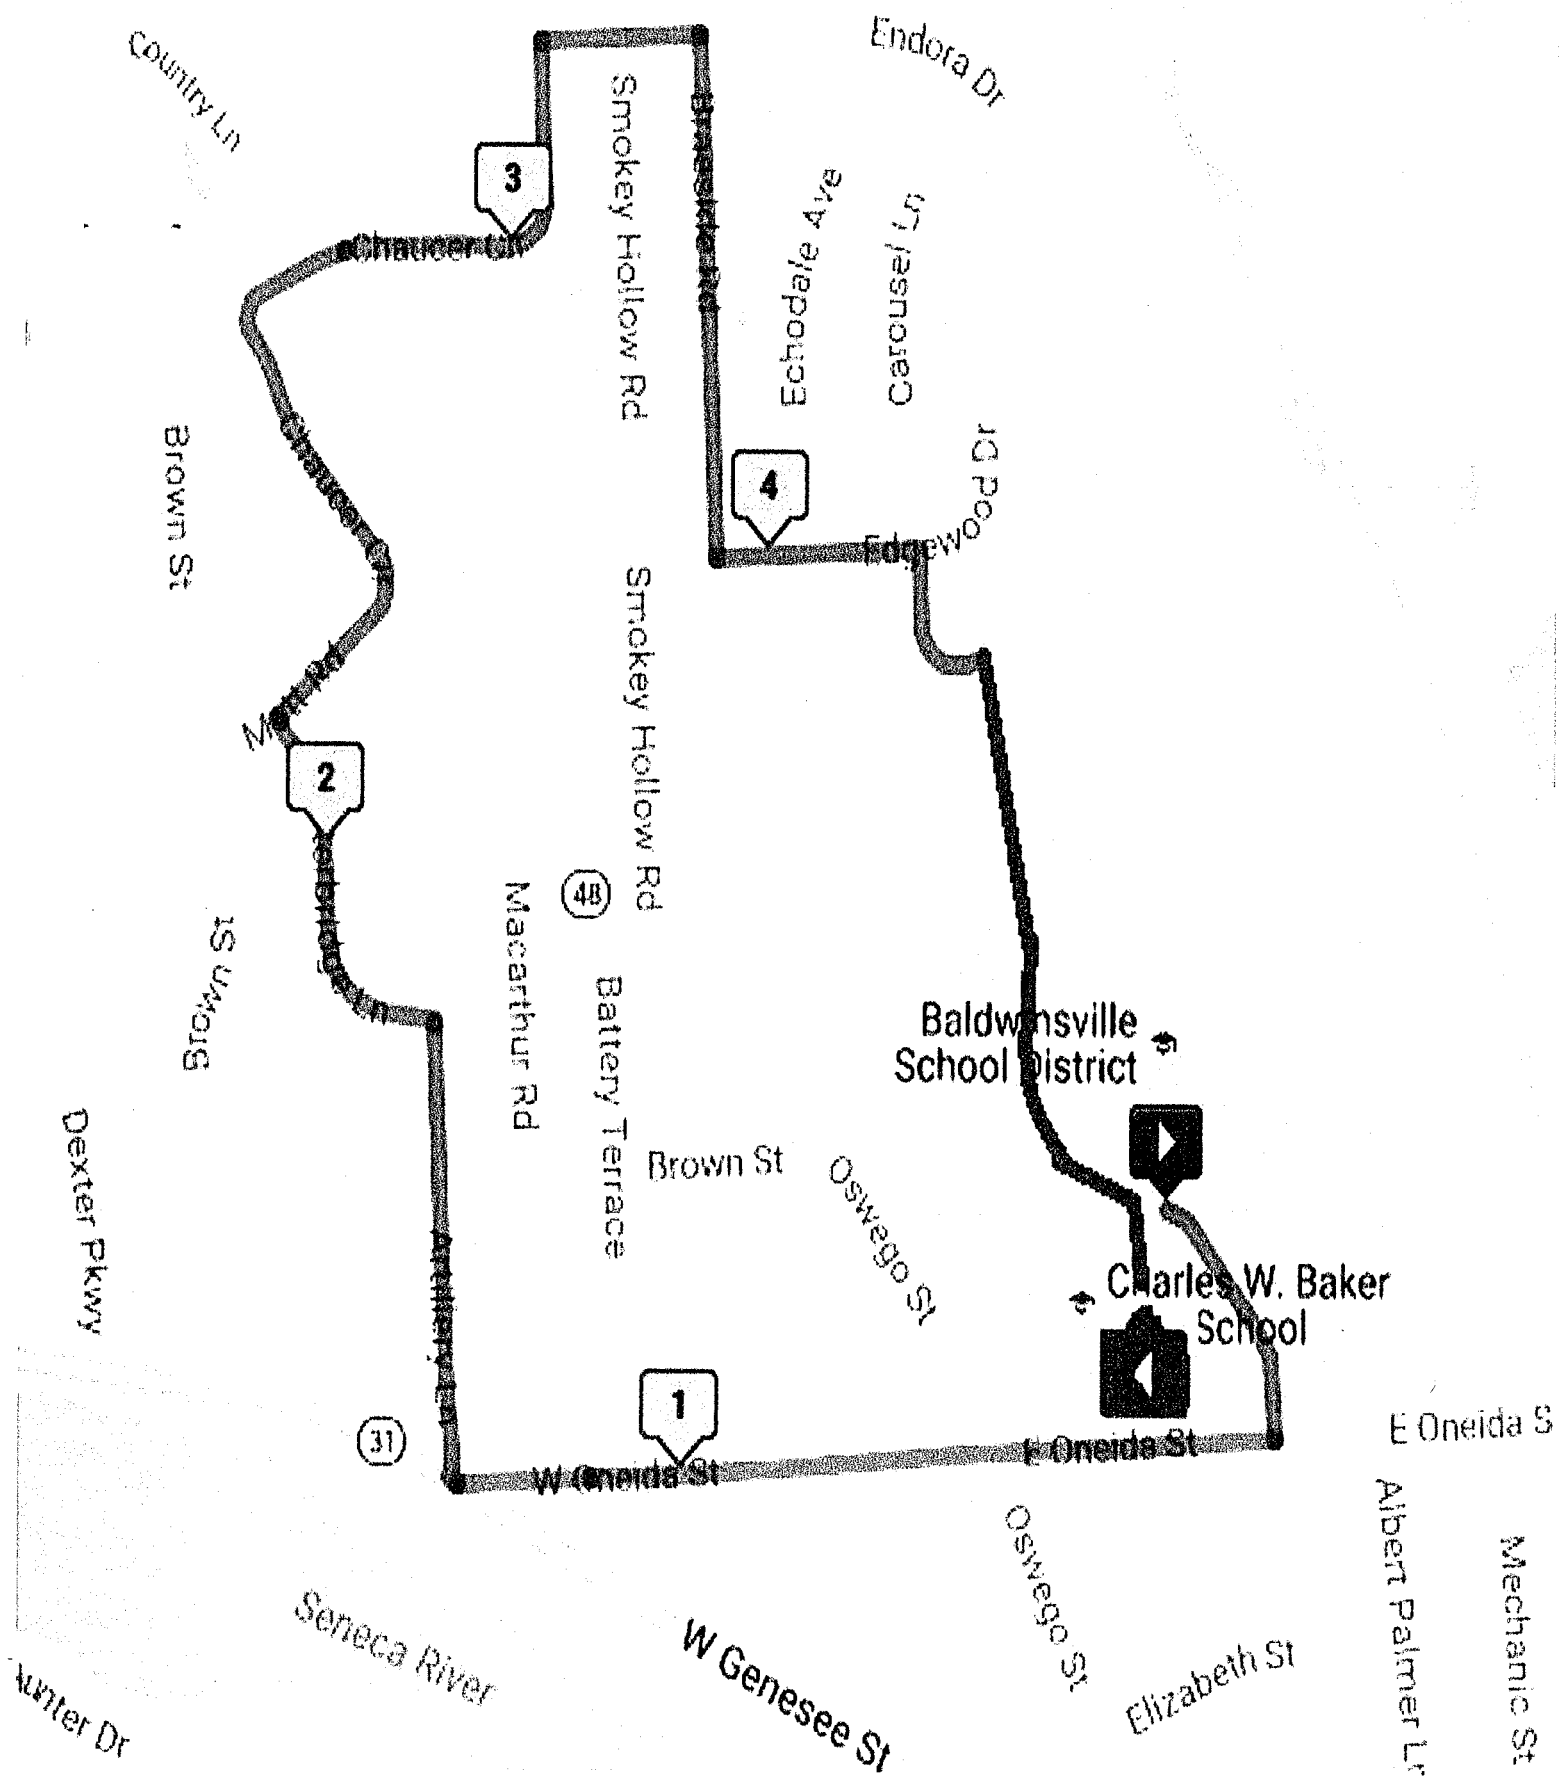 Country Ln
Endora Dr
Smokey Hollow Rd
3
Echodale Ave
Carousel Ln
Chaucer Cir
Brown St
4
Edgewood Dr
Smokey Hollow Rd
2
48
Macarthur Rd
Brown St
Battery Terrace
Baldwinsville
School District
Dexter Pkwy
Brown St
Oswego St
Charles W. Baker
School
1
31
W Oneida St
E Oneida St
E Oneida S
Oswego St
Albert Palmer Ln
Mechanic St
Seneca River
W Genesee St
Elizabeth St
unter Dr